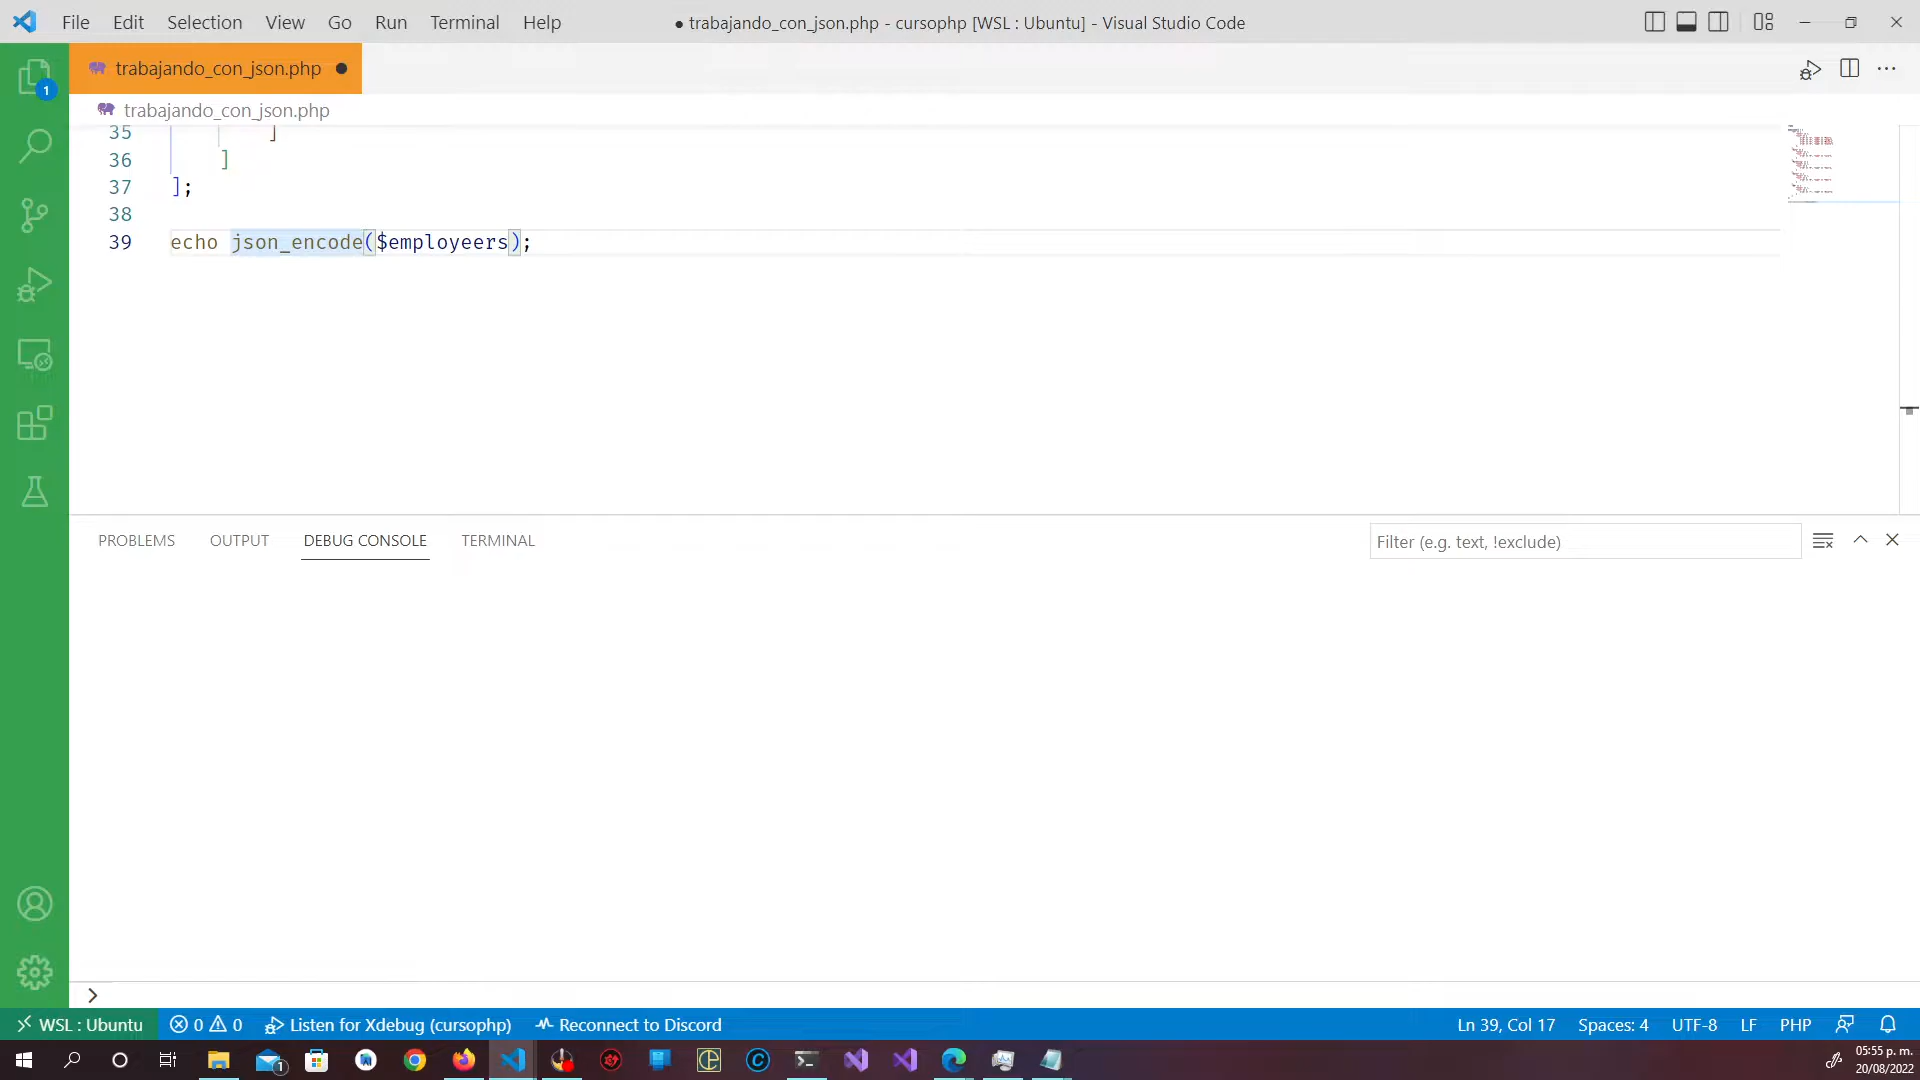 File Edit Selection View Go Run Terminal Help
● trabajando_con_json.php - cursophp [WSL : Ubuntu] - Visual Studio Code
trabajando_con_json.php ●
trabajando_con_json.php
1
35 ]
36 ]
37 ];
38
39 echo json_encode($employeers);
PROBLEMS OUTPUT DEBUG CONSOLE TERMINAL
Filter (e.g. text, !exclude)
WSL : Ubuntu 0 0 Listen for Xdebug (cursophp) Reconnect to Discord
Ln 39, Col 17 Spaces: 4 UTF-8 LF PHP
1
05:55 p. m.
20/08/2022